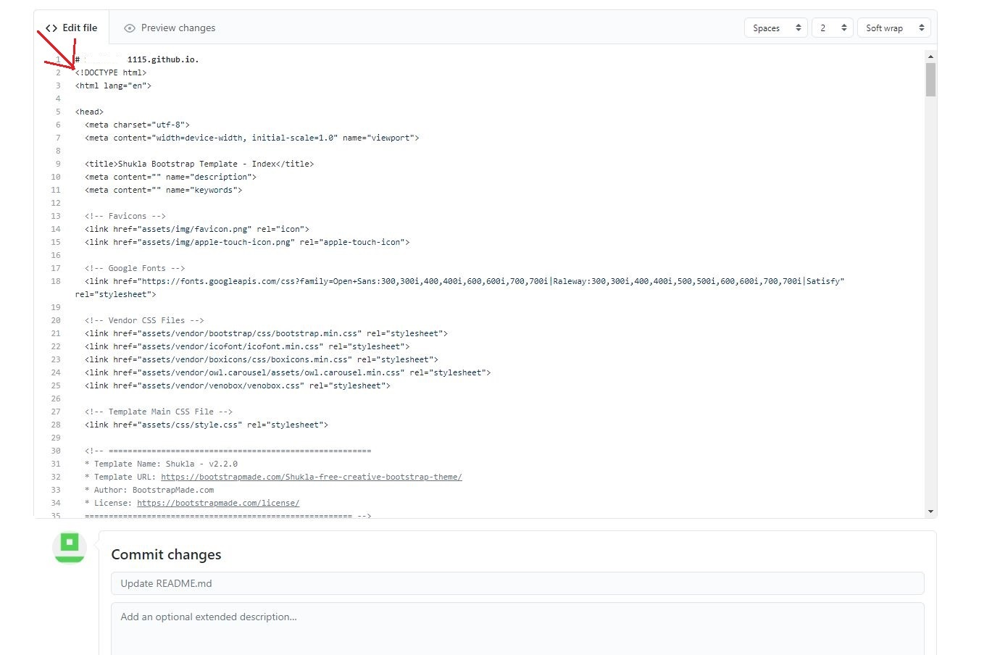 <> Edit file
Preview changes
Spaces
2
Soft wrap
1 # 1115.github.io.
2 <!DOCTYPE html>
3 <html lang="en">
4
5 <head>
6 <meta charset="utf-8">
7 <meta content="width=device-width, initial-scale=1.0" name="viewport">
8
9 <title>Shukla Bootstrap Template - Index</title>
10 <meta content="" name="description">
11 <meta content="" name="keywords">
12
13 <!-- Favicons -->
14 <link href="assets/img/favicon.png" rel="icon">
15 <link href="assets/img/apple-touch-icon.png" rel="apple-touch-icon">
16
17 <!-- Google Fonts -->
18 <link href="https://fonts.googleapis.com/css?family=Open+Sans:300,300i,400,400i,600,600i,700,700i|Raleway:300,300i,400,400i,500,500i,600,600i,700,700i|Satisfy"
rel="stylesheet">
19
20 <!-- Vendor CSS Files -->
21 <link href="assets/vendor/bootstrap/css/bootstrap.min.css" rel="stylesheet">
22 <link href="assets/vendor/icofont/icofont.min.css" rel="stylesheet">
23 <link href="assets/vendor/boxicons/css/boxicons.min.css" rel="stylesheet">
24 <link href="assets/vendor/owl.carousel/assets/owl.carousel.min.css" rel="stylesheet">
25 <link href="assets/vendor/venobox/venobox.css" rel="stylesheet">
26
27 <!-- Template Main CSS File -->
28 <link href="assets/css/style.css" rel="stylesheet">
29
30 <!-- =======================================================
31 * Template Name: Shukla - v2.2.0
32 * Template URL: https://bootstrapmade.com/Shukla-free-creative-bootstrap-theme/
33 * Author: BootstrapMade.com
34 * License: https://bootstrapmade.com/license/
35 ======================================================== -->
Commit changes
Update README.md
Add an optional extended description...